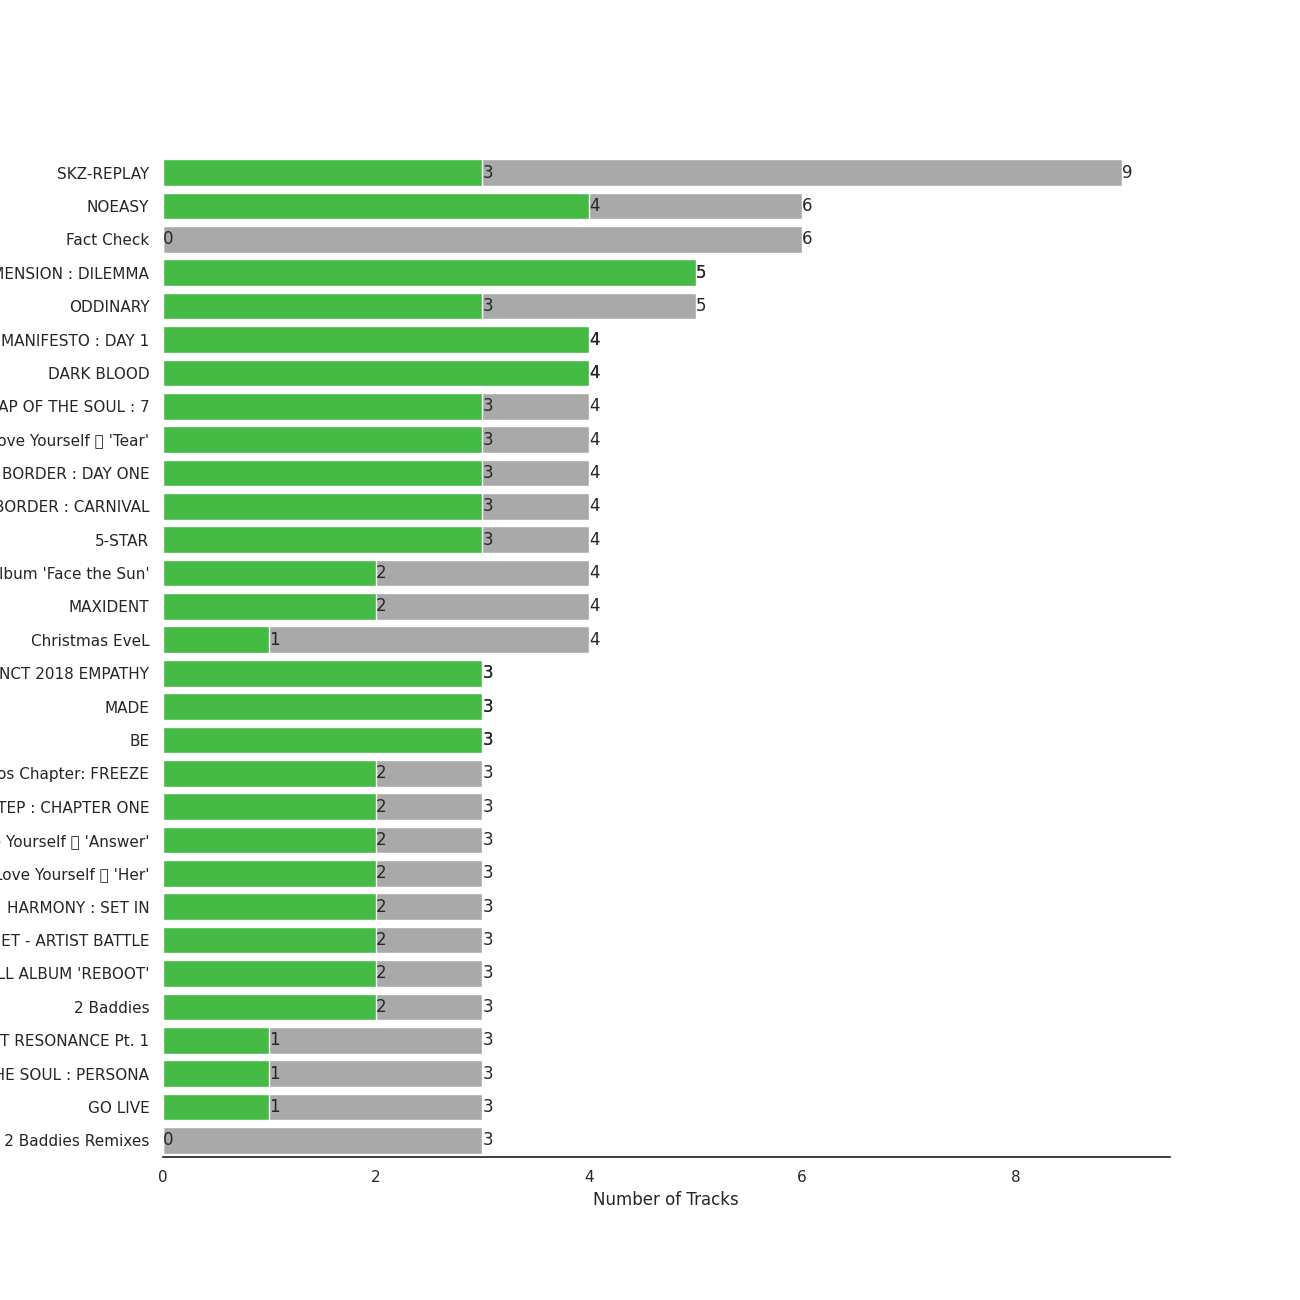 SKZ-REPLAY 3 9
NOEASY 4 6
Fact Check 0 6
MENSION : DILEMMA 5
ODDINARY 3 5
MANIFESTO : DAY 1 4
DARK BLOOD 4
AP OF THE SOUL : 7 3 4
ove Yourself 'Tear' 3 4
BORDER : DAY ONE 3 4
BORDER : CARNIVAL 3 4
5-STAR 3 4
lbum 'Face the Sun' 2 4
MAXIDENT 2 4
Christmas EveL 1 4
NCT 2018 EMPATHY 3
MADE 3
BE 3
os Chapter: FREEZE 2 3
TEP : CHAPTER ONE 2 3
Yourself 'Answer' 2 3
Love Yourself 'Her' 2 3
HARMONY : SET IN 2 3
ET - ARTIST BATTLE 2 3
LL ALBUM 'REBOOT' 2 3
2 Baddies 2 3
T RESONANCE Pt. 1 1 3
HE SOUL : PERSONA 1 3
GO LIVE 1 3
2 Baddies Remixes 0 3
0 2 4 6 8
Number of Tracks